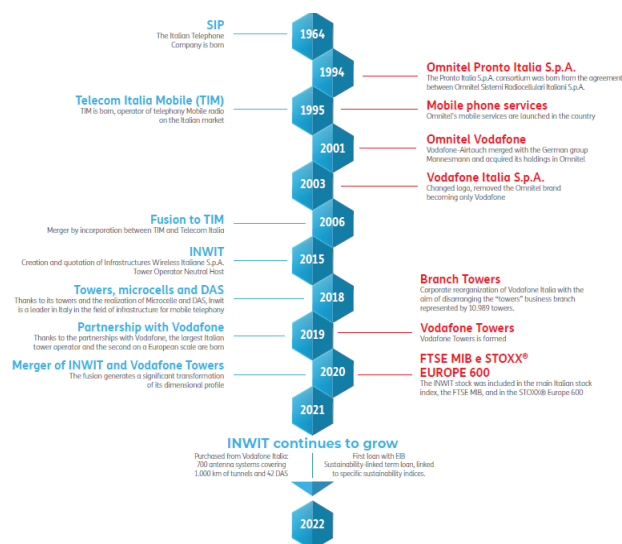 SIP
The Italian Telephone
Company is born
1964
1994
Omnitel Pronto Italia S.p.A.
The Pronto Italia S.p.A. consortium was born from the agreement
between Omnitel Sistemi Radiocellulari Italiani S.p.A.
Telecom Italia Mobile (TIM)
TIM is born, operator of telephony Mobile radio
on the Italian market
1995
Mobile phone services
Omnitel's mobile services are launched in the country
2001
Omnitel Vodafone
Vodafone-Airtouch merged with the German group
Mannesmann and acquired its holdings in Omnitel
2003
Vodafone Italia S.p.A.
Changed logo, removed the Omnitel brand
becoming only Vodafone
Fusion to TIM
Merger by incorporation between TIM and Telecom Italia
2006
INWIT
Creation and quotation of Infrastructures Wireless Italiane S.p.A.
Tower Operator Neutral Host
2015
Towers, microcells and DAS
Thanks to its towers and the realization of Microcelle and DAS, Inwit
is a leader in Italy in the field of infrastructure for mobile telephony
2018
Branch Towers
Corporate reorganization of Vodafone Italia with the
aim of disarranging the “towers” business branch
represented by 10.989 towers.
Partnership with Vodafone
Thanks to the partnerships with Vodafone, the largest Italian
tower operator and the second on a European scale are born
2019
Vodafone Towers
Vodafone Towers is formed
Merger of INWIT and Vodafone Towers
The fusion generates a significant transformation
of its dimensional profile
2020
FTSE MIB e STOXX®
EUROPE 600
The INWIT stock was included in the main Italian stock
index, the FTSE MIB, and in the STOXX® Europe 600
2021
INWIT continues to grow
Purchased from Vodafone Italia:
700 antenna systems covering
1.000 km of tunnels and 42 DAS
First loan with EIB
Sustainability-linked term loan, linked
to specific sustainability indices.
2022